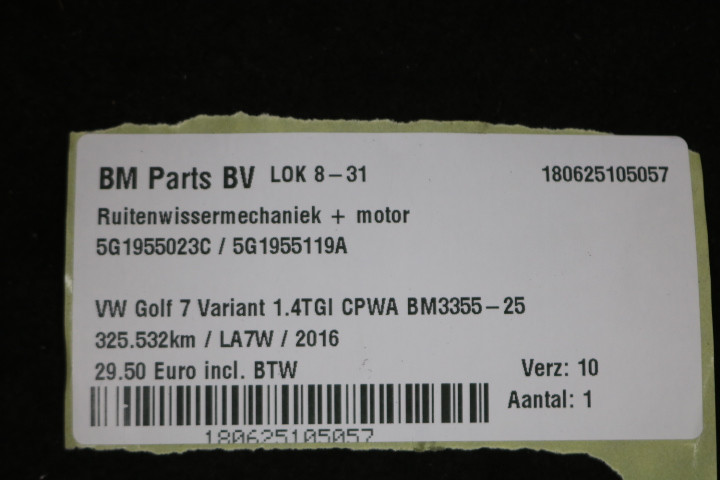 BM Parts BV LOK 8-31 180625105057
Ruitenwissermechaniek + motor
5G1955023C / 5G1955119A
VW Golf 7 Variant 1.4TGI CPWA BM3355-25
325.532km / LA7W / 2016
29.50 Euro incl. BTW Verz: 10
Aantal: 1
180625105057